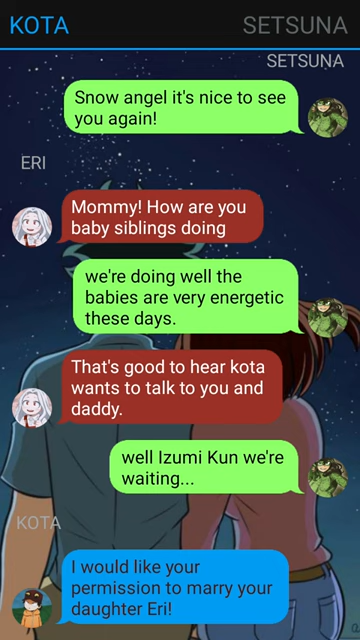 KOTA
SETSUNA
SETSUNA
Snow angel it's nice to see
you again!
ERI
Mommy! How are you
baby siblings doing
we're doing well the
babies are very energetic
these days.
That's good to hear kota
wants to talk to you and
daddy.
well Izumi Kun we're
waiting...
KOTA
I would like your
permission to marry your
daughter Eri!